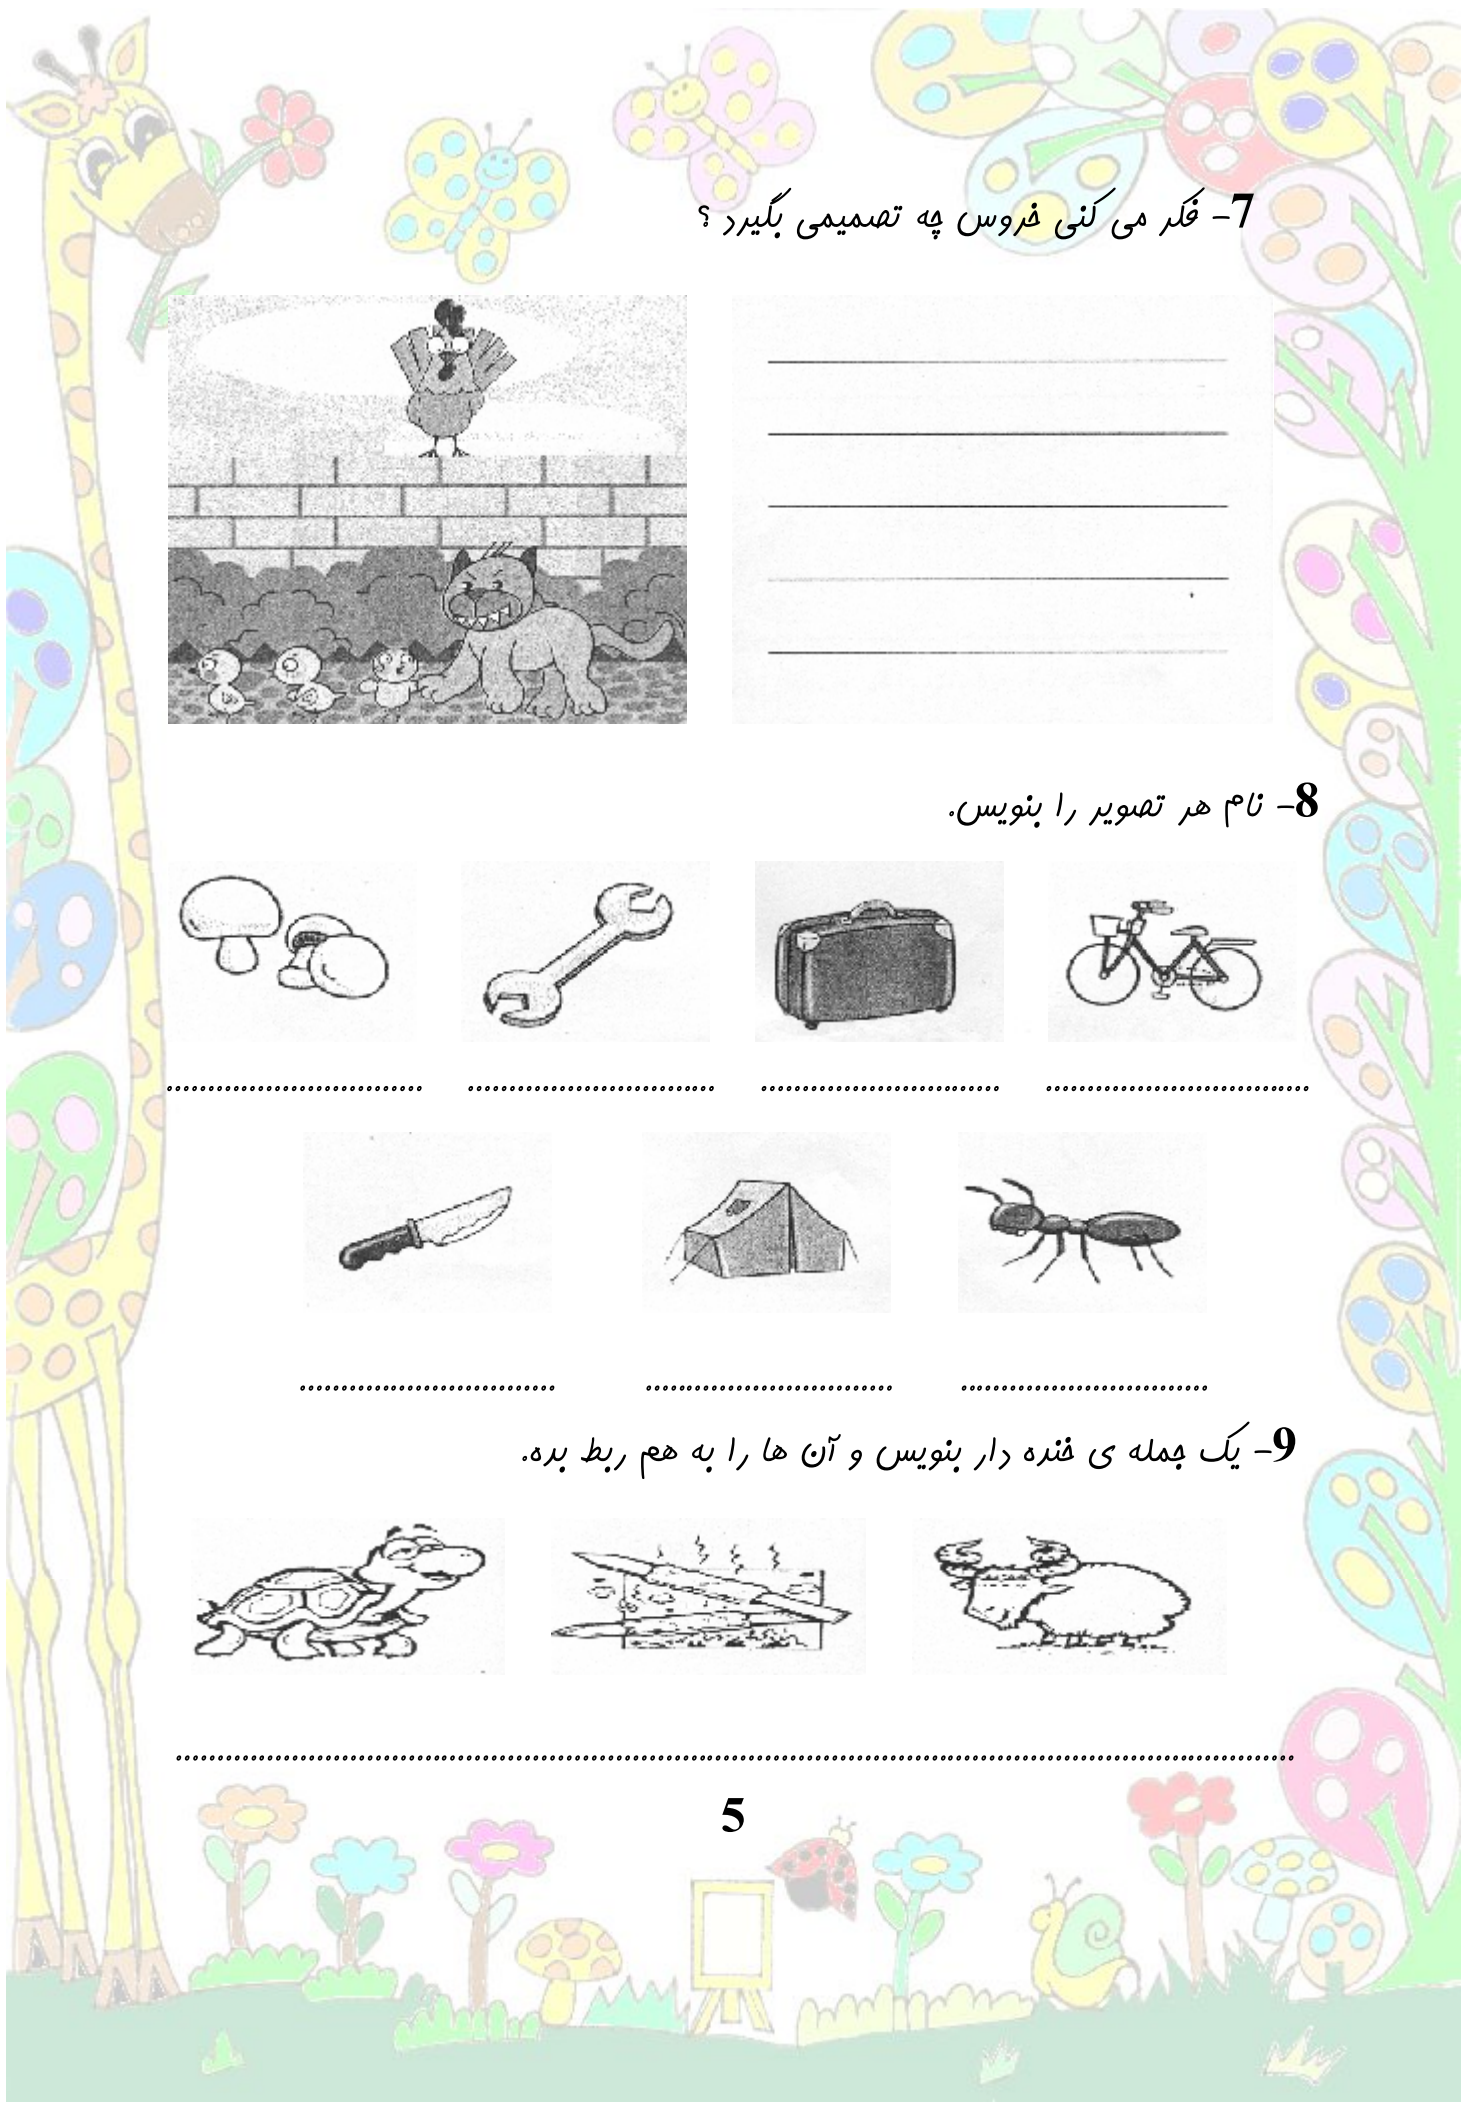 7- فکر می کنی خروس چه تصمیمی بگیرد ؟
8- نام هر تصویر را بنویس.
9- یک جمله ی خنده دار بنویس و آن ها را به هم ربط بده.
5